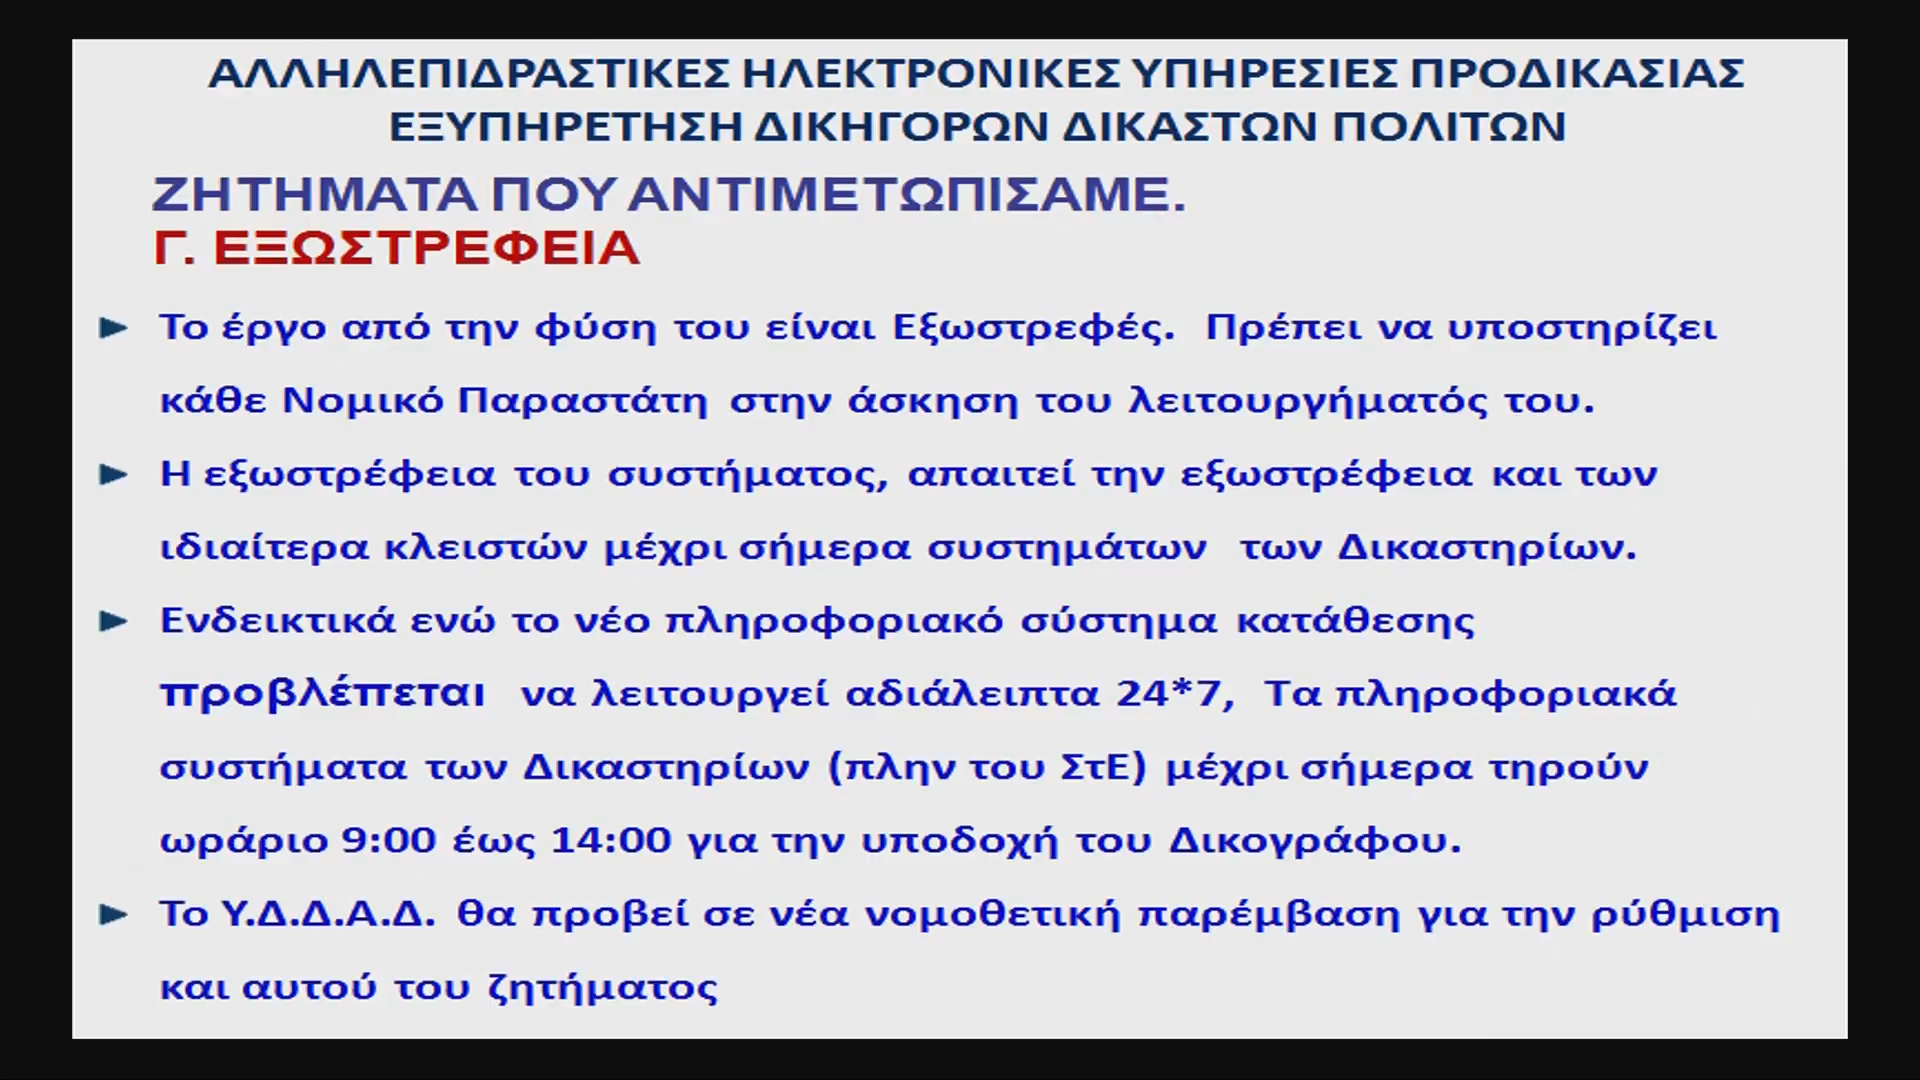 ΑΛΛΗΛΕΠΙΔΡΑΣΤΙΚΕΣ ΗΛΕΚΤΡΟΝΙΚΕΣ ΥΠΗΡΕΣΙΕΣ ΠΡΟΔΙΚΑΣΙΑΣ
ΕΞΥΠΗΡΕΤΗΣΗ ΔΙΚΗΓΟΡΩΝ ΔΙΚΑΣΤΩΝ ΠΟΛΙΤΩΝ
ΖΗΤΗΜΑΤΑ ΠΟΥ ΑΝΤΙΜΕΤΩΠΙΣΑΜΕ.
Γ. ΕΞΩΣΤΡΕΦΕΙΑ
► Το έργο από την φύση του είναι Εξωστρεφές. Πρέπει να υποστηρίζει
κάθε Νομικό Παραστάτη στην άσκηση του λειτουργήματός του.
► Η εξωστρέφεια του συστήματος, απαιτεί την εξωστρέφεια και των
ιδιαίτερα κλειστών μέχρι σήμερα συστημάτων των Δικαστηρίων.
► Ενδεικτικά ενώ το νέο πληροφοριακό σύστημα κατάθεσης
προβλέπεται να λειτουργεί αδιάλειπτα 24*7, Τα πληροφοριακά
συστήματα των Δικαστηρίων (πλην του ΣτΕ) μέχρι σήμερα τηρούν
ωράριο 9:00 έως 14:00 για την υποδοχή του Δικογράφου.
► Το Υ.Δ.Δ.Α.Δ. θα προβεί σε νέα νομοθετική παρέμβαση για την ρύθμιση
και αυτού του ζητήματος